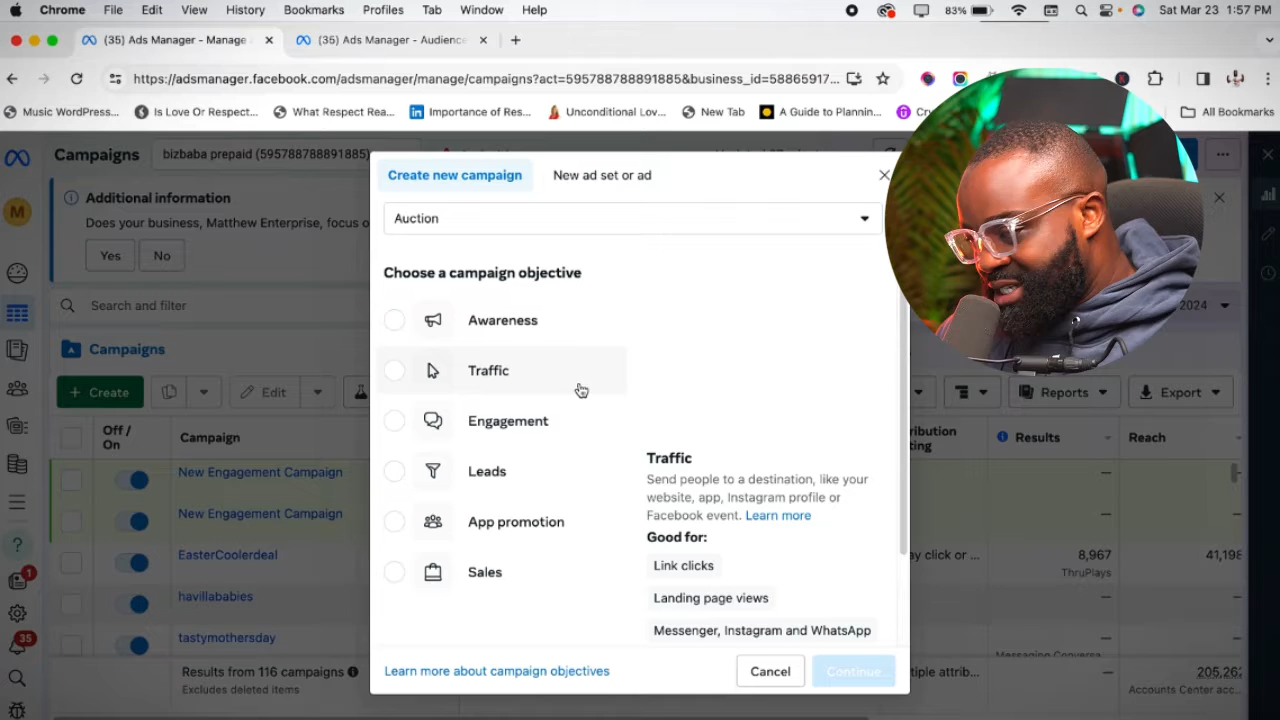 Chrome File Edit View History Bookmarks Profiles Tab Window Help 83% Sat Mar 23 1:57 PM
(35) Ads Manager - Manage (35) Ads Manager - Audience
https://adsmanager.facebook.com/adsmanager/manage/campaigns?act=595788788891885&business_id=58865917...
Music WordPress... Is Love Or Respect... What Respect Rea... Importance of Res... Unconditional Lov... New Tab A Guide to Plannin... All Bookmarks
Campaigns bizbaba prepaid (595788788891885)
M
Additional information
Does your business, Matthew Enterprise, focus o
Yes No
Search and filter
2024
Campaigns
Create Edit Reports Export
Off / On Campaign Results Reach
New Engagement Campaign
New Engagement Campaign
EasterCoolerdeal
ay click or ... 8,967 41,198
ThruPlays
havillababies
tastymothersday
Results from 116 campaigns
Excludes deleted items
tiple attrib... 205,262
Accounts Center acc...
?
1
35
Create new campaign New ad set or ad
Auction
Choose a campaign objective
Awareness
Traffic
Engagement
Leads
App promotion
Sales
Traffic
Send people to a destination, like your
website, app, Instagram profile or
Facebook event. Learn more
Good for:
Link clicks
Landing page views
Messenger, Instagram and WhatsApp
Learn more about campaign objectives Cancel Continue